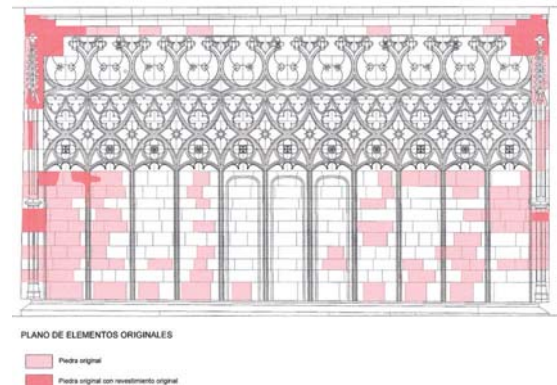 PLANO DE ELEMENTOS ORIGINALES
Piedra original
Piedra original con revestimiento original